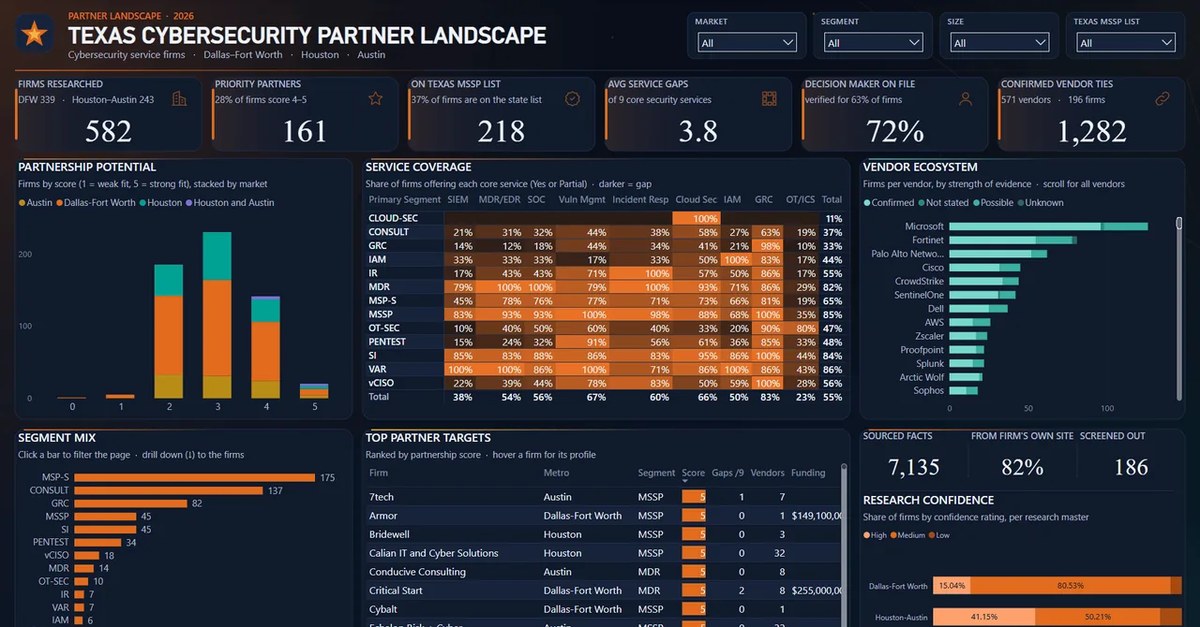 PARTNER LANDSCAPE · 2026
TEXAS CYBERSECURITY PARTNER LANDSCAPE
Cybersecurity service firms · Dallas–Fort Worth · Houston · Austin
MARKET SEGMENT SIZE TEXAS MSSP LIST
All All All All
FIRMS RESEARCHED
DFW 339 · Houston–Austin 243
582
PRIORITY PARTNERS
28% of firms score 4–5
161
ON TEXAS MSSP LIST
37% of firms are on the state list
218
AVG SERVICE GAPS
of 9 core security services
3.8
DECISION MAKER ON FILE
verified for 63% of firms
72%
CONFIRMED VENDOR TIES
571 vendors · 196 firms
1,282
PARTNERSHIP POTENTIAL
Firms by score (1 = weak fit, 5 = strong fit), stacked by market
Austin Dallas-Fort Worth Houston Houston and Austin
200
100
0
0 1 2 3 4 5
SERVICE COVERAGE
Share of firms offering each core service (Yes or Partial) · darker = gap
Primary Segment SIEM MDR/EDR SOC Vuln Mgmt Incident Resp Cloud Sec IAM GRC OT/ICS Total
CLOUD-SEC 100% 11%
CONSULT 21% 31% 32% 44% 38% 58% 27% 63% 19% 37%
GRC 14% 12% 18% 44% 34% 41% 21% 98% 10% 33%
IAM 33% 33% 33% 17% 33% 50% 100% 83% 17% 44%
IR 17% 43% 43% 71% 100% 57% 50% 86% 17% 55%
MDR 79% 100% 100% 79% 100% 93% 71% 86% 29% 82%
MSP-S 45% 78% 76% 77% 71% 73% 66% 81% 19% 65%
MSSP 83% 93% 93% 100% 98% 88% 68% 100% 35% 85%
OT-SEC 10% 40% 50% 60% 40% 33% 20% 90% 80% 47%
PENTEST 15% 24% 32% 91% 56% 61% 36% 85% 33% 48%
SI 85% 83% 88% 86% 83% 95% 86% 100% 44% 84%
VAR 100% 100% 86% 100% 71% 86% 100% 86% 43% 86%
vCISO 22% 39% 44% 78% 83% 50% 59% 100% 28% 56%
Total 38% 54% 56% 67% 60% 66% 50% 83% 23% 55%
VENDOR ECOSYSTEM
Firms per vendor, by strength of evidence · scroll for all vendors
Confirmed Not stated Possible Unknown
Microsoft
Fortinet
Palo Alto Netwo...
Cisco
CrowdStrike
SentinelOne
Dell
AWS
Zscaler
Proofpoint
Splunk
Arctic Wolf
Sophos
0 50 100
SEGMENT MIX
Click a bar to filter the page · drill down (↓) to the firms
MSP-S 175
CONSULT 137
GRC 82
MSSP 45
SI 45
PENTEST 34
vCISO 18
MDR 14
OT-SEC 10
IR 7
VAR 7
IAM 6
TOP PARTNER TARGETS
Ranked by partnership score · hover a firm for its profile
Firm Metro Segment Score Gaps /9 Vendors Funding
7tech Austin MSSP 5 1 7
Armor Dallas-Fort Worth MSSP 5 0 1 $149,100,00
Bridewell Houston MSSP 5 0 3
Calian IT and Cyber Solutions Houston MSSP 5 0 32
Conducive Consulting Austin MDR 5 0 8
Critical Start Dallas-Fort Worth MDR 5 2 8 $255,000,0
Cybalt Dallas-Fort Worth MSSP 5 0 1
SOURCED FACTS
7,135
FROM FIRM'S OWN SITE
82%
SCREENED OUT
186
RESEARCH CONFIDENCE
Share of firms by confidence rating, per research master
High Medium Low
Dallas-Fort Worth 15.04% 80.53%
Houston-Austin 41.15% 50.21%